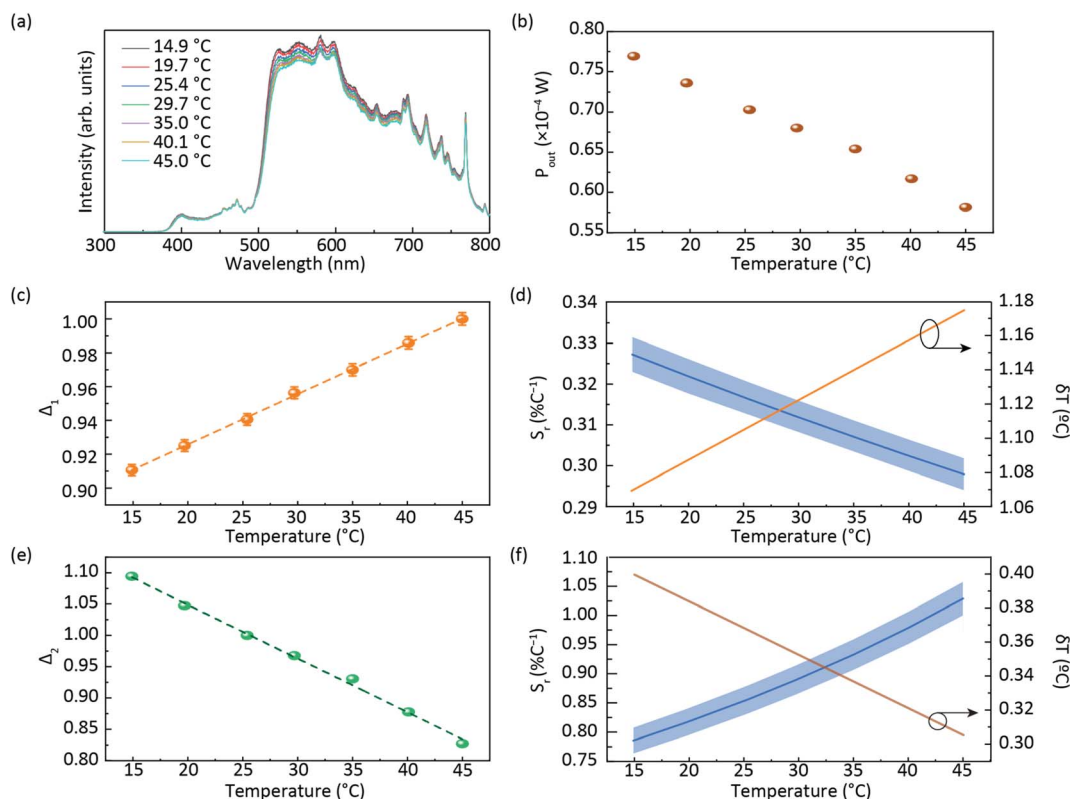 (a)
14.9 °C
19.7 °C
25.4 °C
29.7 °C
35.0 °C
40.1 °C
45.0 °C
Intensity (arb. units)
300 400 500 600 700 800
Wavelength (nm)
(b)
0.80
0.75
0.70
0.65
0.60
0.55
P_out (×10⁻⁴ W)
15 20 25 30 35 40 45
Temperature (°C)
(c)
1.00
0.98
0.96
0.94
0.92
0.90
Δ₁
15 20 25 30 35 40 45
Temperature (°C)
(d)
0.34
0.33
0.32
0.31
0.30
0.29
S_r (%C⁻¹)
1.18
1.16
1.14
1.12
1.10
1.08
1.06
δT (ºC)
15 20 25 30 35 40 45
Temperature (°C)
(e)
1.10
1.05
1.00
0.95
0.90
0.85
0.80
Δ₂
15 20 25 30 35 40 45
Temperature (°C)
(f)
1.10
1.05
1.00
0.95
0.90
0.85
0.80
0.75
S_r (%C⁻¹)
0.40
0.38
0.36
0.34
0.32
0.30
δT (ºC)
15 20 25 30 35 40 45
Temperature (°C)